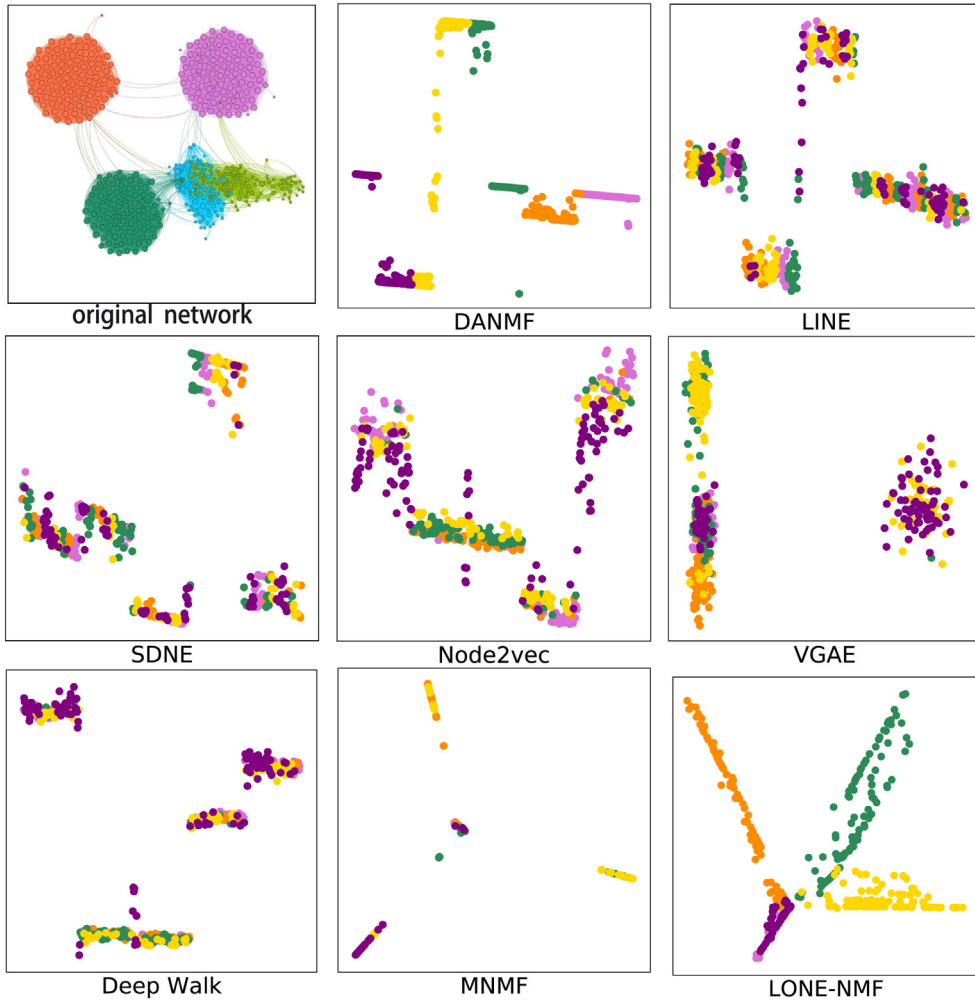 original network
DANMF
LINE
SDNE
Node2vec
VGAE
Deep Walk
MNMF
LONE-NMF